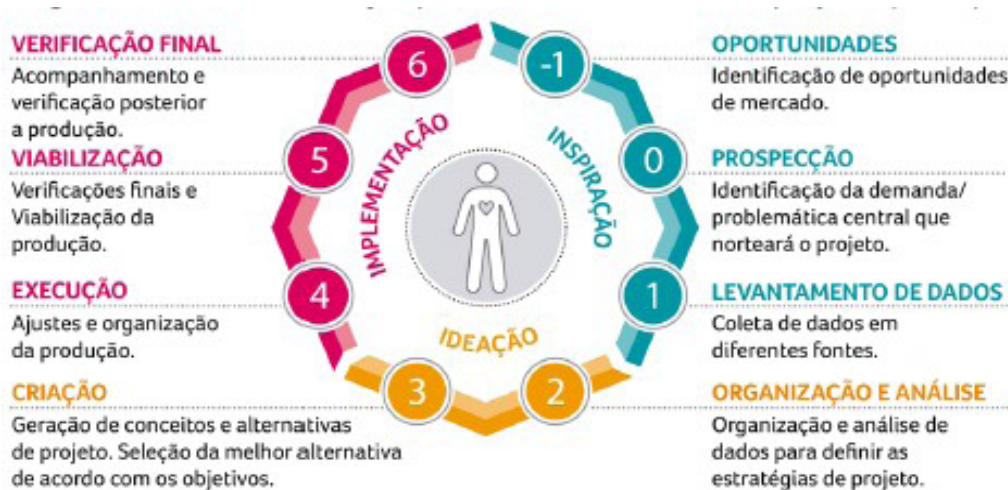 VERIFICAÇÃO FINAL
Acompanhamento e
verificação posterior
a produção.
VIABILIZAÇÃO
Verificações finais e
Viabilização da
produção.
EXECUÇÃO
Ajustes e organização
da produção.
CRIAÇÃO
Geração de conceitos e alternativas
de projeto. Seleção da melhor alternativa
de acordo com os objetivos.
6
5
4
3
2
1
0
-1
IMPLEMENTAÇÃO
INSPIRAÇÃO
IDEAÇÃO
OPORTUNIDADES
Identificação de oportunidades
de mercado.
PROSPECÇÃO
Identificação da demanda/
problemática central que
norteará o projeto.
LEVANTAMENTO DE DADOS
Coleta de dados em
diferentes fontes.
ORGANIZAÇÃO E ANÁLISE
Organização e análise de
dados para definir as
estratégias de projeto.